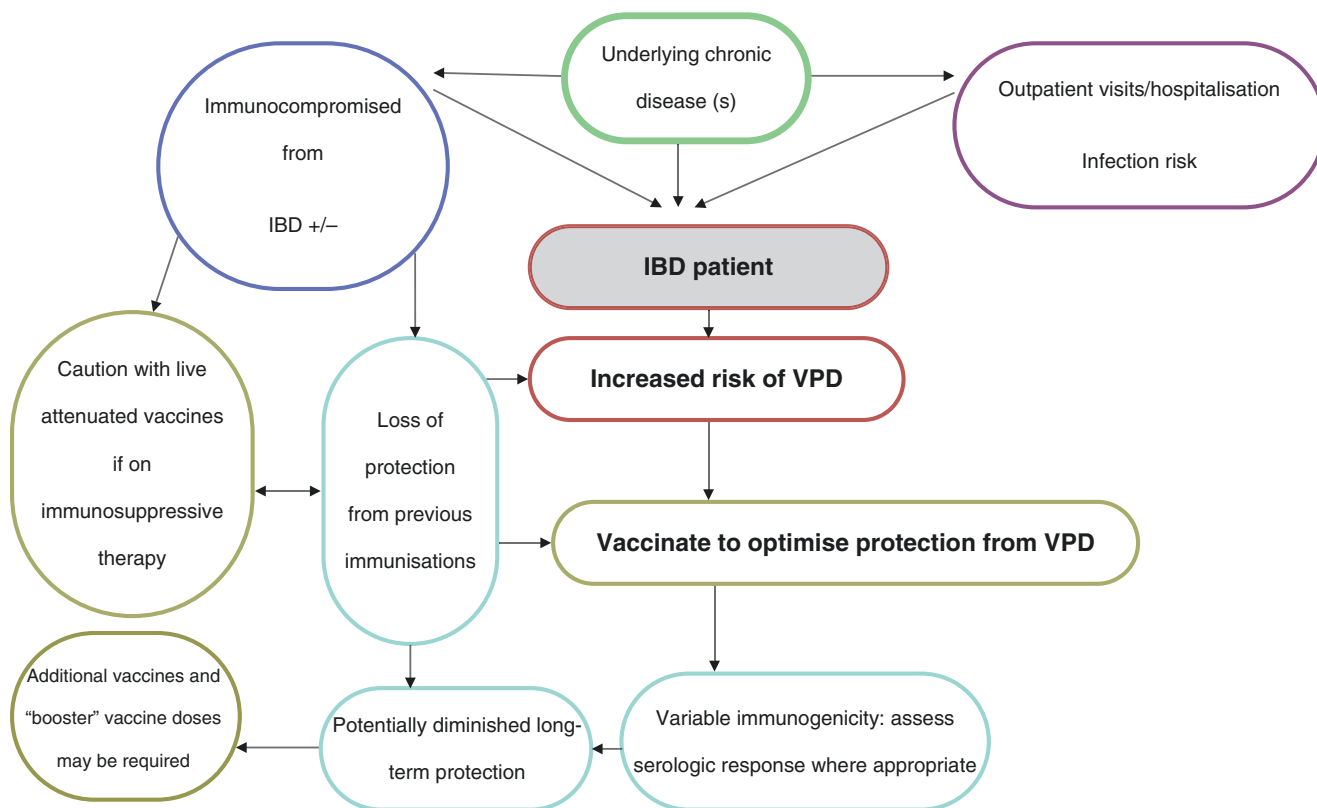 Underlying chronic
disease (s)
Immunocompromised
from
IBD +/–
Outpatient visits/hospitalisation
Infection risk
IBD patient
Increased risk of VPD
Caution with live
attenuated vaccines
if on
immunosuppressive
therapy
Loss of
protection
from previous
immunisations
Vaccinate to optimise protection from VPD
Additional vaccines and
“booster” vaccine doses
may be required
Potentially diminished long-
term protection
Variable immunogenicity: assess
serologic response where appropriate